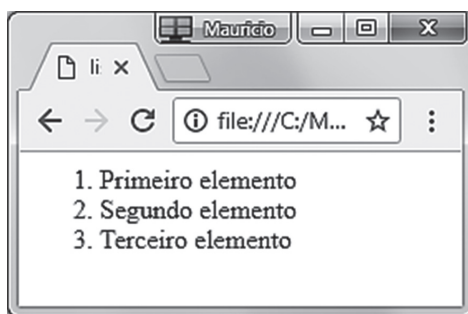 Mauricio
li
file:///C:/M...
1. Primeiro elemento
2. Segundo elemento
3. Terceiro elemento